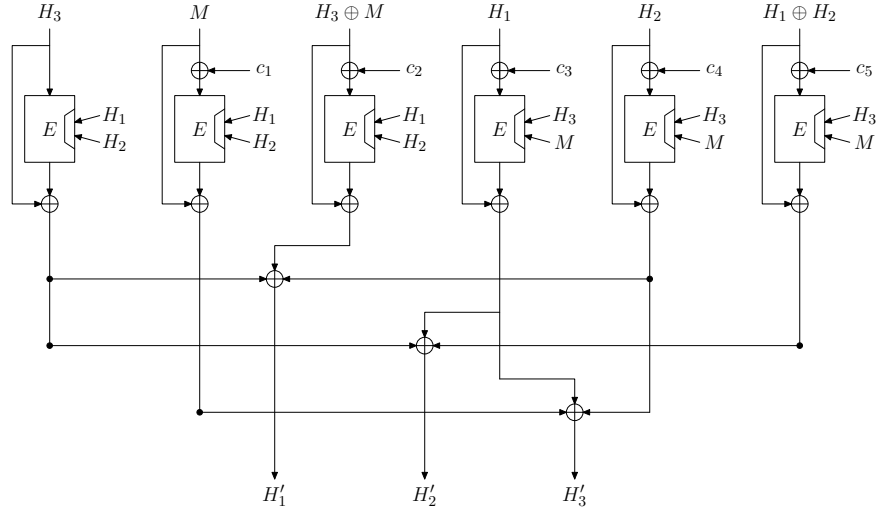 H₃ M H₃ ⊕ M H₁ H₂ H₁ ⊕ H₂
c₁ c₂ c₃ c₄ c₅
E H₁ E H₁ E H₁ E H₃ E H₃ E H₃
H₂ H₂ H₂ M M M
H′₁ H′₂ H′₃